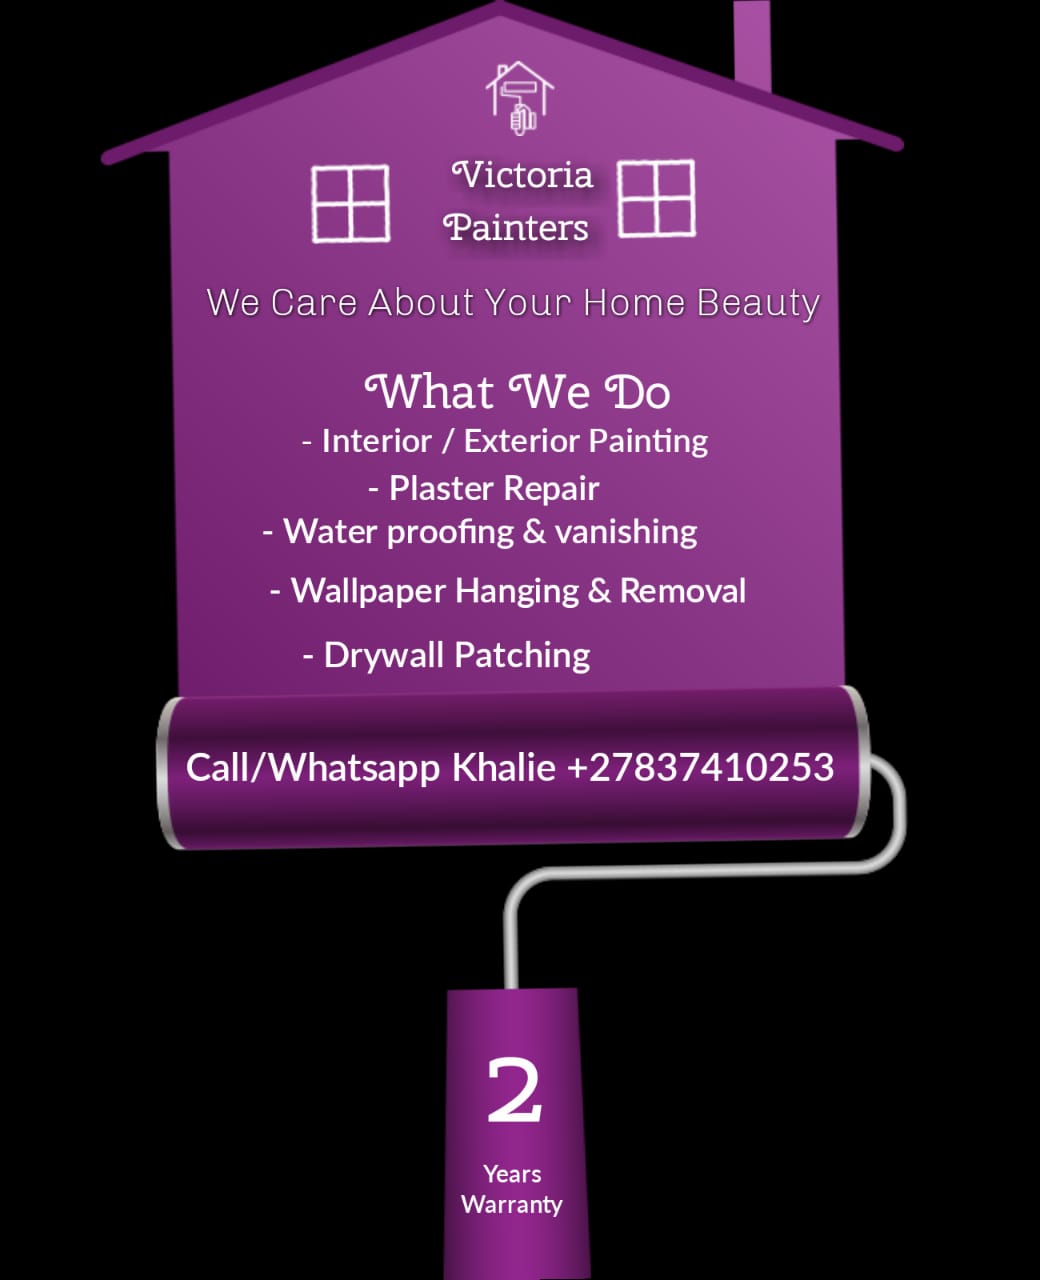 Victoria
Painters
We Care About Your Home Beauty
What We Do
- Interior / Exterior Painting
- Plaster Repair
- Water proofing & vanishing
- Wallpaper Hanging & Removal
- Drywall Patching
Call/Whatsapp Khalie +27837410253
2
Years
Warranty